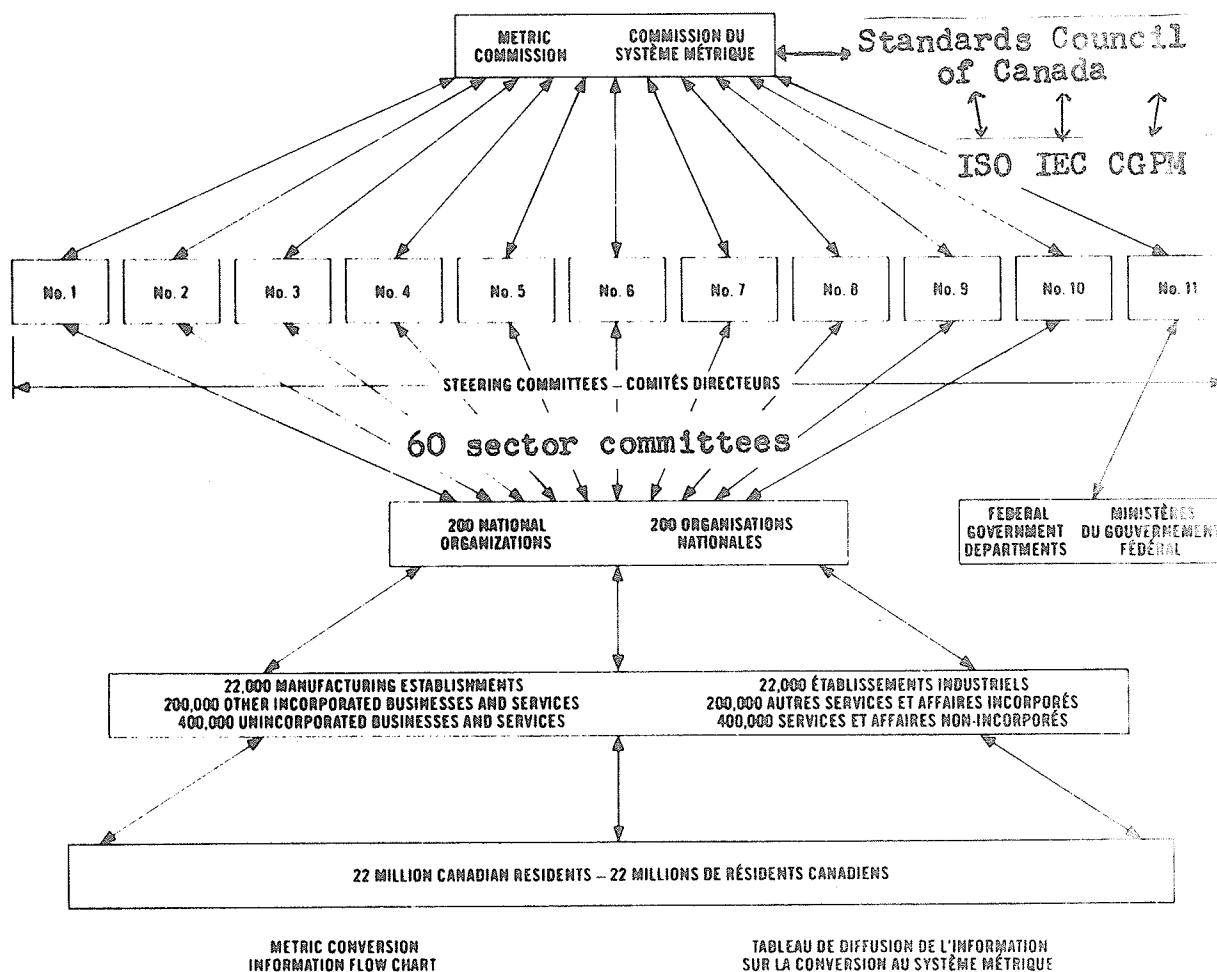 METRIC COMMISSION
COMMISSION DU SYSTÈME MÉTRIQUE
Standards Council
of Canada
ISO IEC CGPM
No. 1 No. 2 No. 3 No. 4 No. 5 No. 6 No. 7 No. 8 No. 9 No. 10 No. 11
STEERING COMMITTEES – COMITÉS DIRECTEURS
60 sector committees
200 NATIONAL
ORGANIZATIONS
200 ORGANISATIONS
NATIONALES
FEDERAL
GOVERNMENT
DEPARTMENTS
MINISTÈRES
DU GOUVERNEMENT
FÉDÉRAL
22,000 MANUFACTURING ESTABLISHMENTS
200,000 OTHER INCORPORATED BUSINESSES AND SERVICES
400,000 UNINCORPORATED BUSINESSES AND SERVICES
22,000 ÉTABLISSEMENTS INDUSTRIELS
200,000 AUTRES SERVICES ET AFFAIRES INCORPORÉS
400,000 SERVICES ET AFFAIRES NON-INCORPORÉS
22 MILLION CANADIAN RESIDENTS – 22 MILLIONS DE RÉSIDENTS CANADIENS
METRIC CONVERSION
INFORMATION FLOW CHART
TABLEAU DE DIFFUSION DE L'INFORMATION
SUR LA CONVERSION AU SYSTÈME MÉTRIQUE